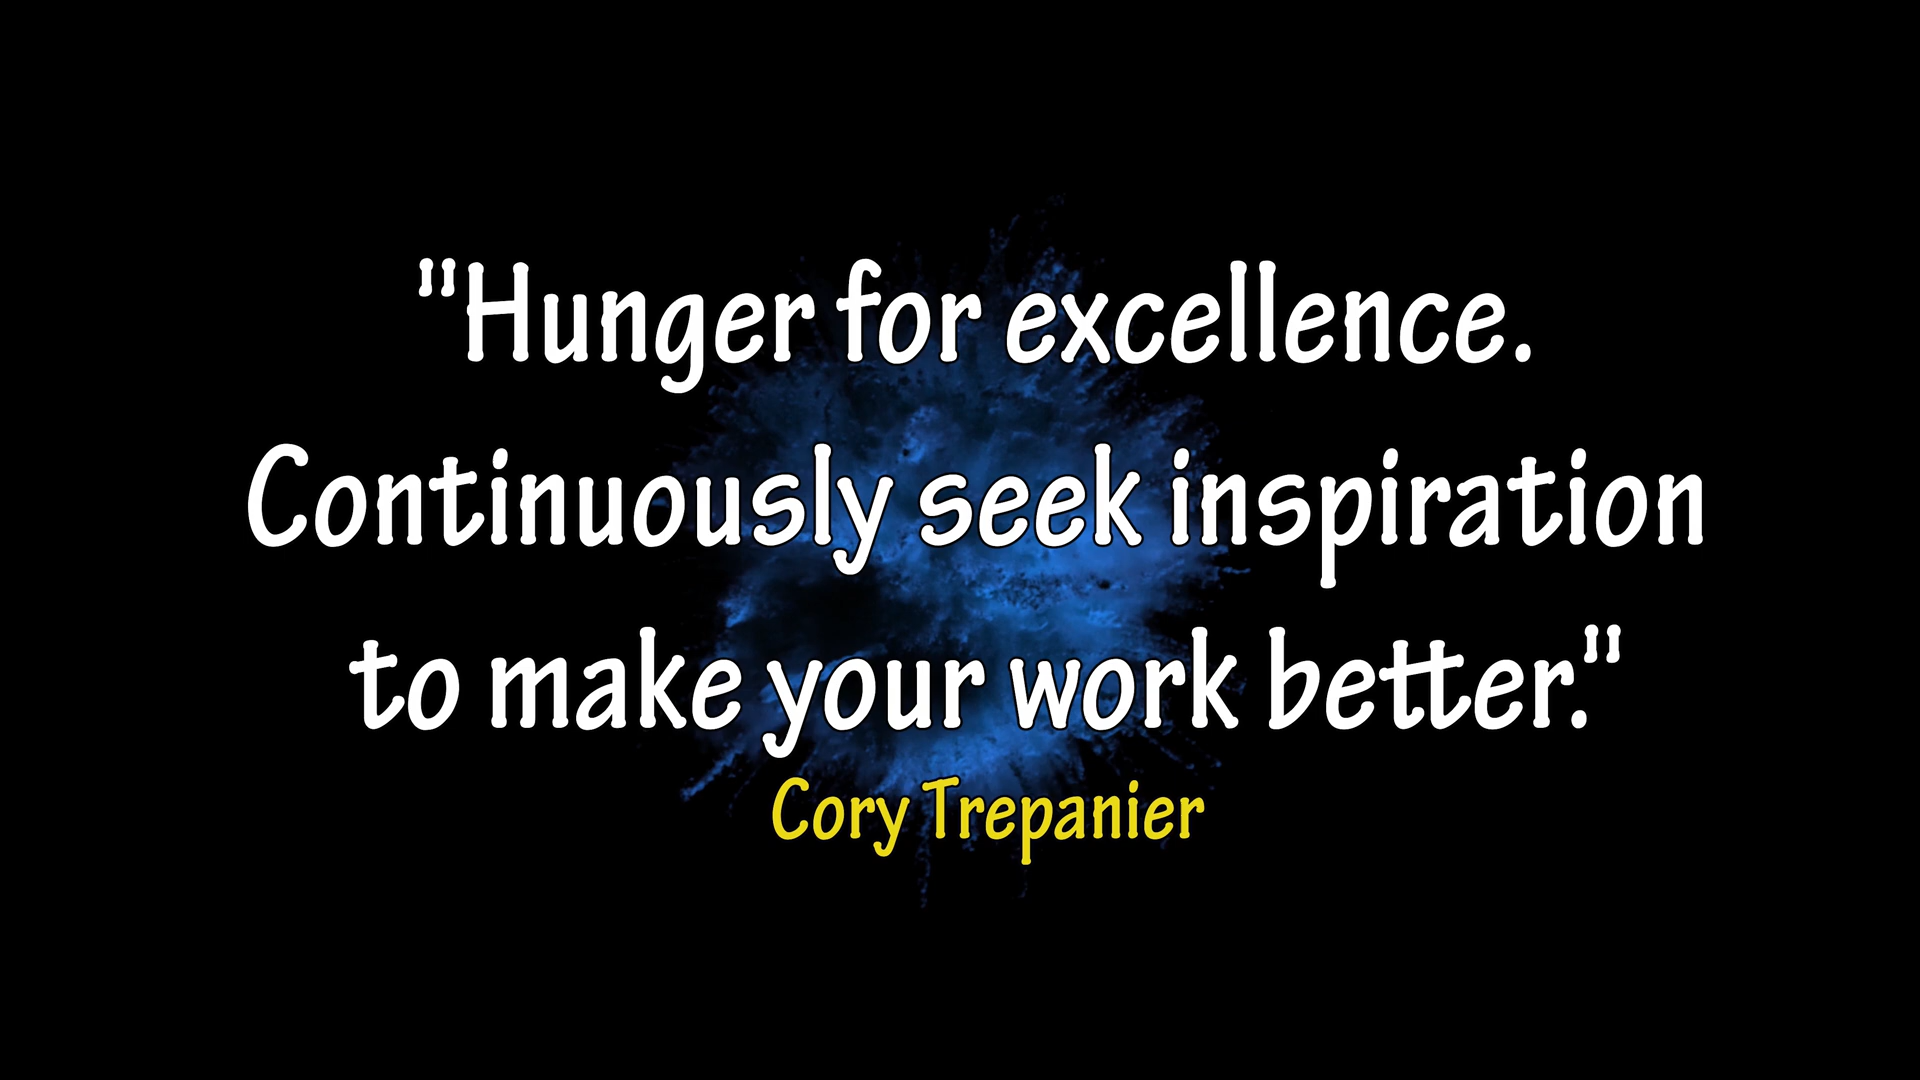 "Hunger for excellence.
Continuously seek inspiration
to make your work better."
Cory Trepanier